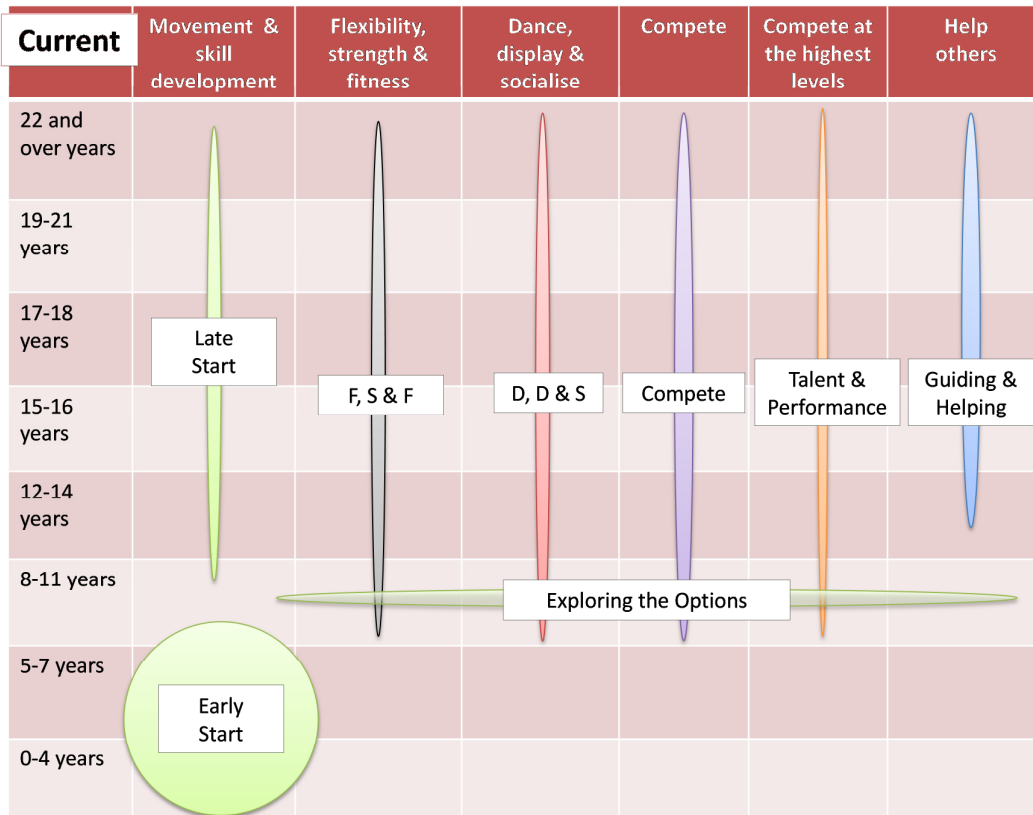 Current
Movement &
skill
development
Flexibility,
strength &
fitness
Dance,
display &
socialise
Compete
Compete at
the highest
levels
Help
others
22 and
over years
19-21
years
17-18
years
Late
Start
F, S & F
D, D & S
Compete
Talent &
Performance
Guiding &
Helping
15-16
years
12-14
years
8-11 years
Exploring the Options
5-7 years
Early
Start
0-4 years